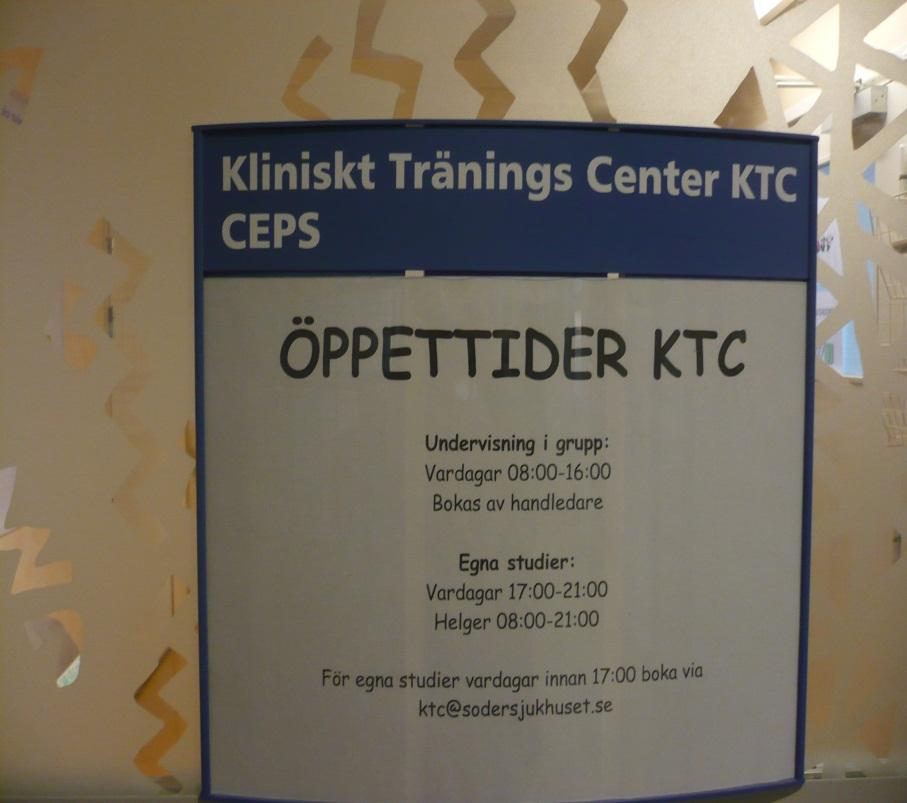 Kliniskt Tränings Center KTC
CEPS
ÖPPETTIDER KTC
Undervisning i grupp:
Vardagar 08:00-16:00
Bokas av handledare
Egna studier:
Vardagar 17:00-21:00
Helger 08:00-21:00
För egna studier vardagar innan 17:00 boka via
ktc@sodersjukhuset.se